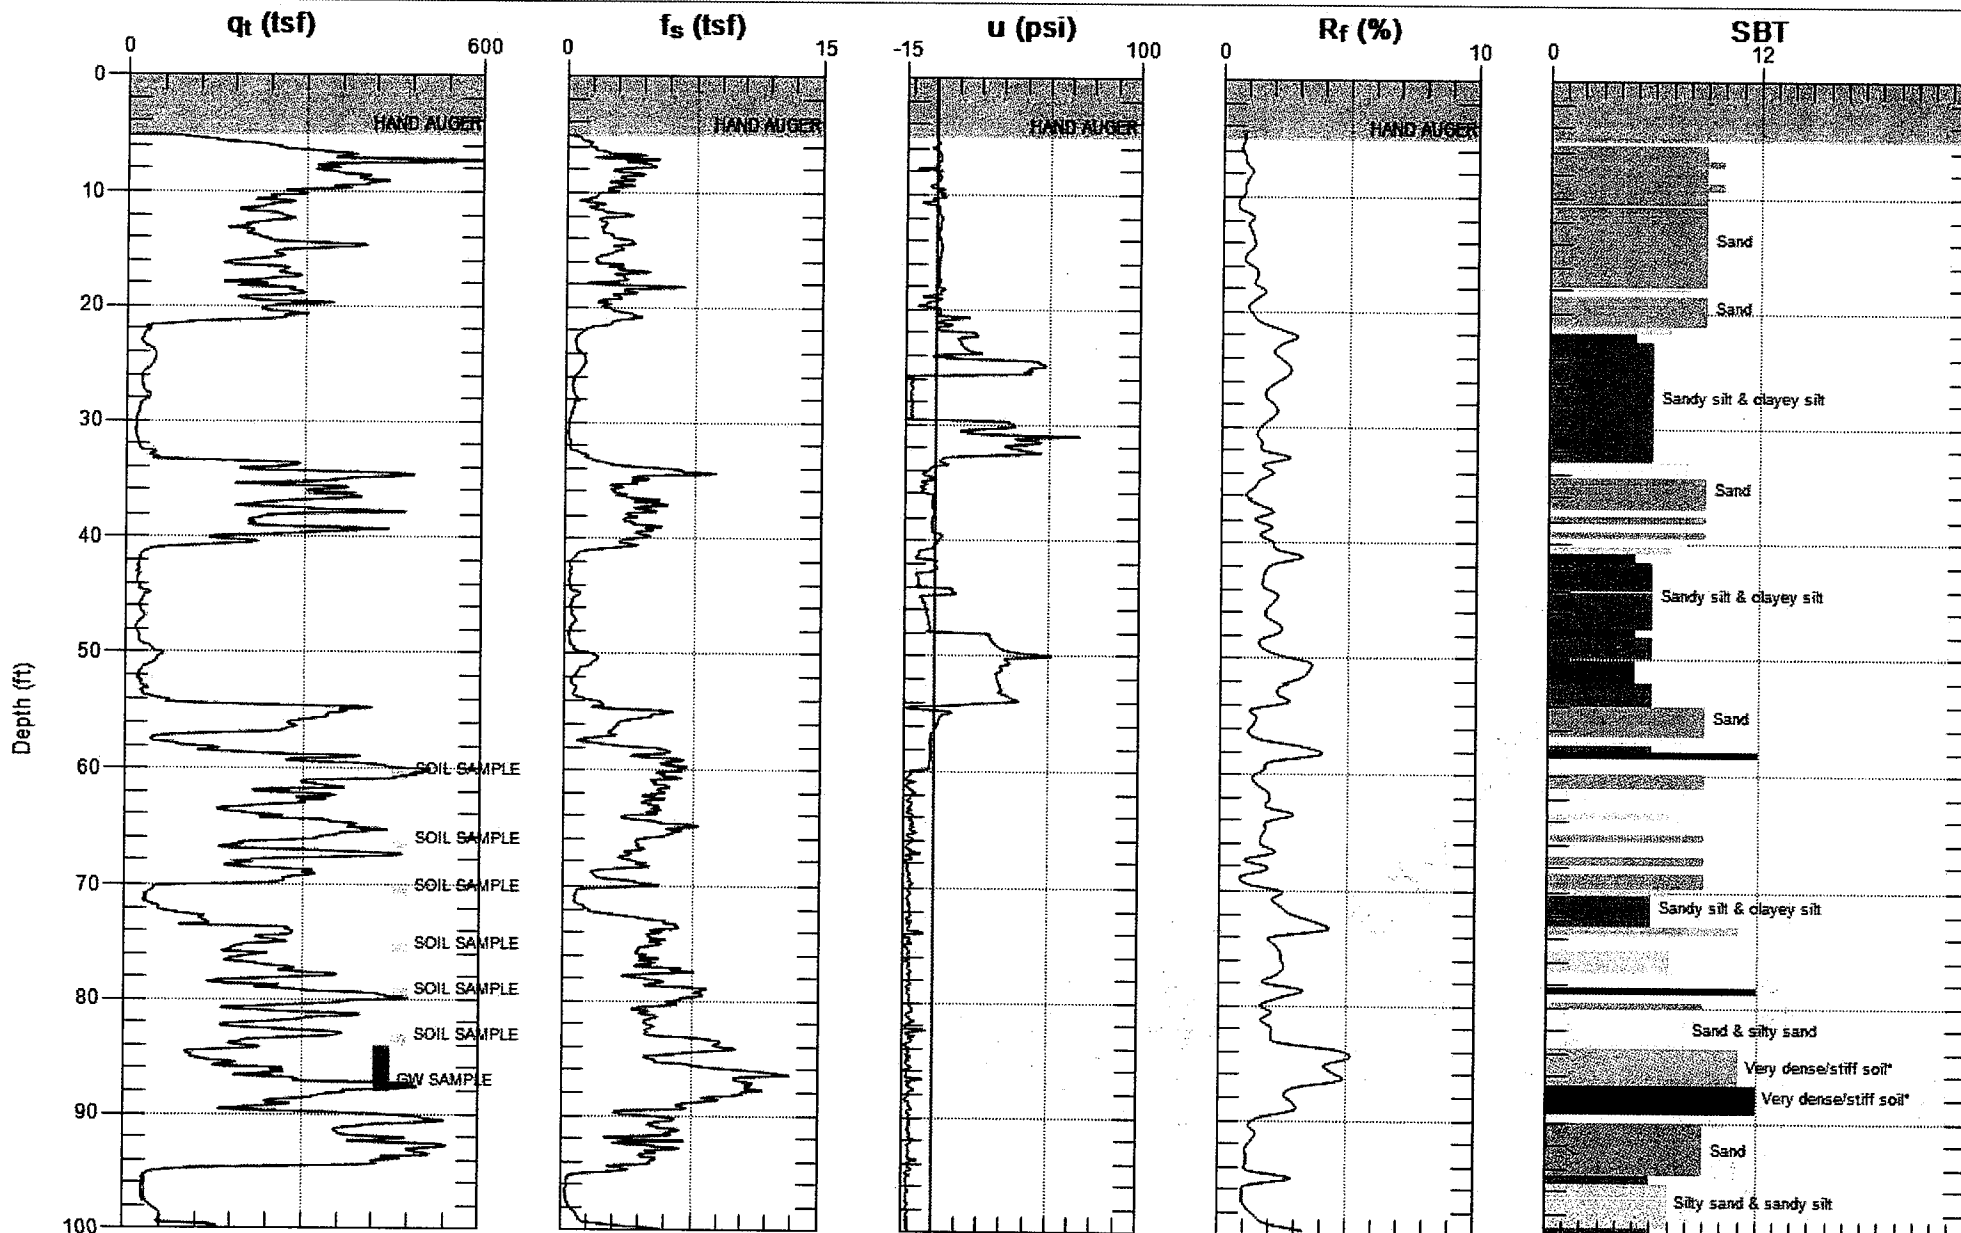 qt (tsf)
fs (tsf)
u (psi)
Rf (%)
SBT
0
600
0
15
-15
100
0
10
0
12
0
HAND AUGER
HAND AUGER
HAND AUGER
HAND AUGER
10
Sand
20
Sand
Sandy silt & clayey silt
30
Sand
40
Sandy silt & clayey silt
50
Depth (ft)
Sand
60
SOIL SAMPLE
SOIL SAMPLE
70
SOIL SAMPLE
Sandy silt & clayey silt
SOIL SAMPLE
80
SOIL SAMPLE
SOIL SAMPLE
Sand & silty sand
Very dense/stiff soil*
GW SAMPLE
Very dense/stiff soil*
90
Sand
Silty sand & sandy silt
100